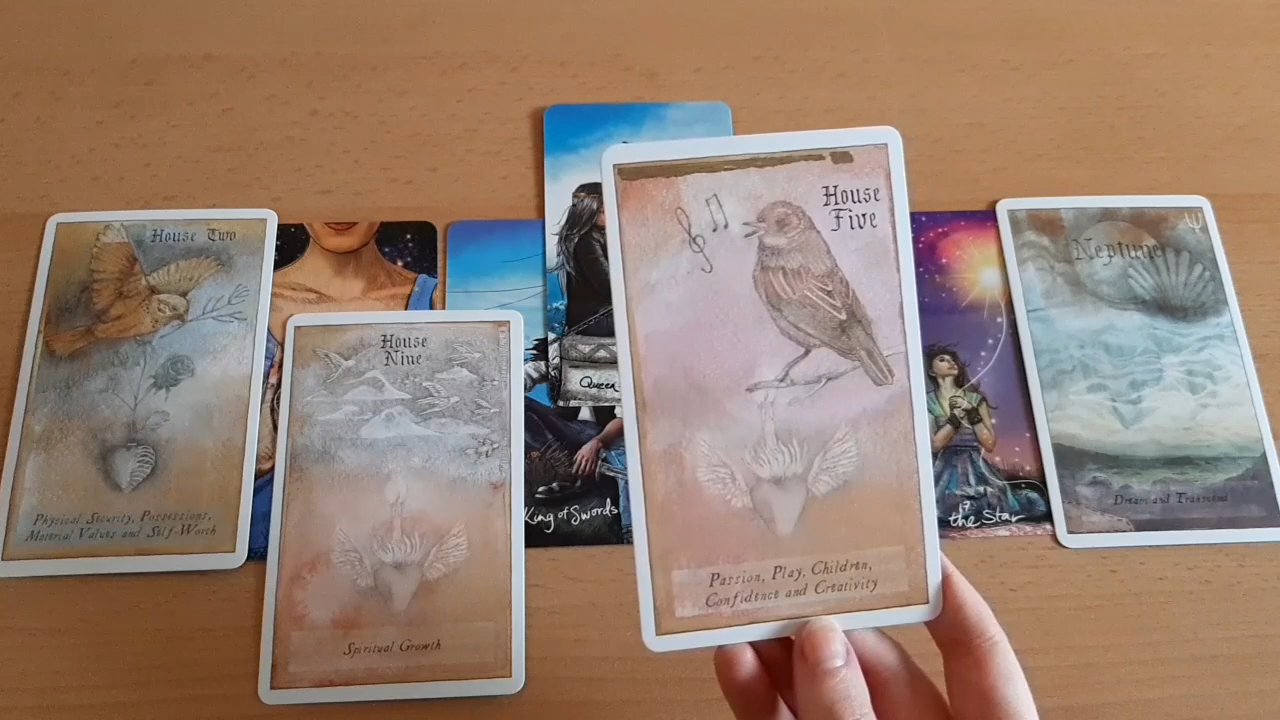 House Two
Physical Security, Possessions,
Material Values and Self-Worth
House
Nine
Spiritual Growth
Queen
King of Swords
House
Five
Passion, Play, Children,
Confidence and Creativity
17
the Star
Neptune
Dream and Transcend